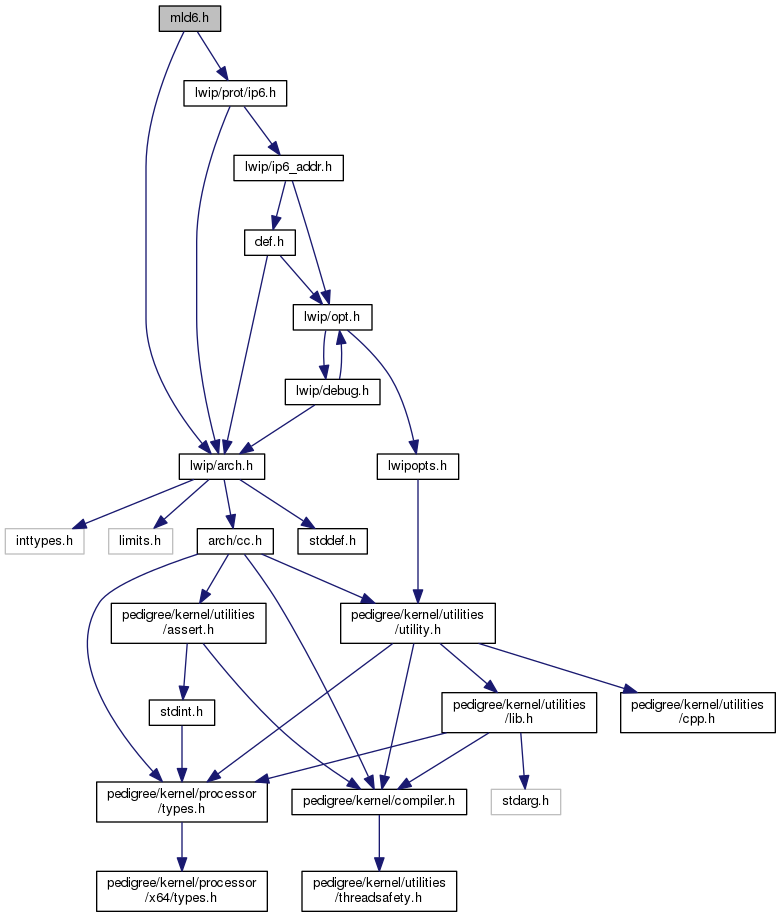 mld6.h
lwip/prot/ip6.h
lwip/ip6_addr.h
def.h
lwip/opt.h
lwip/debug.h
lwip/arch.h
lwipopts.h
inttypes.h
limits.h
arch/cc.h
stddef.h
pedigree/kernel/utilities
/assert.h
pedigree/kernel/utilities
/utility.h
stdint.h
pedigree/kernel/utilities
/lib.h
pedigree/kernel/utilities
/cpp.h
pedigree/kernel/processor
/types.h
pedigree/kernel/compiler.h
stdarg.h
pedigree/kernel/processor
/x64/types.h
pedigree/kernel/utilities
/threadsafety.h